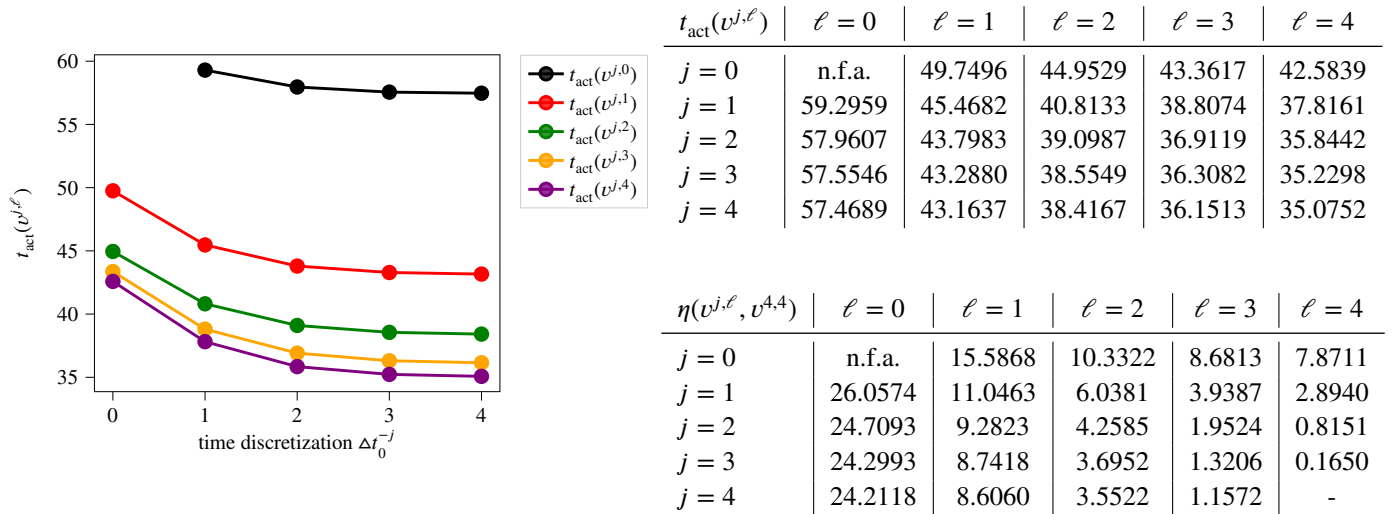 60
55
50
45
40
35
0 1 2 3 4
t_act(v^{j,ℓ})
time discretization Δt_0^{-j}
t_act(v^{j,0})
t_act(v^{j,1})
t_act(v^{j,2})
t_act(v^{j,3})
t_act(v^{j,4})
t_act(v^{j,ℓ}) ℓ = 0 ℓ = 1 ℓ = 2 ℓ = 3 ℓ = 4
j = 0 n.f.a. 49.7496 44.9529 43.3617 42.5839
j = 1 59.2959 45.4682 40.8133 38.8074 37.8161
j = 2 57.9607 43.7983 39.0987 36.9119 35.8442
j = 3 57.5546 43.2880 38.5549 36.3082 35.2298
j = 4 57.4689 43.1637 38.4167 36.1513 35.0752
η(v^{j,ℓ}, v^{4,4}) ℓ = 0 ℓ = 1 ℓ = 2 ℓ = 3 ℓ = 4
j = 0 n.f.a. 15.5868 10.3322 8.6813 7.8711
j = 1 26.0574 11.0463 6.0381 3.9387 2.8940
j = 2 24.7093 9.2823 4.2585 1.9524 0.8151
j = 3 24.2993 8.7418 3.6952 1.3206 0.1650
j = 4 24.2118 8.6060 3.5522 1.1572 -